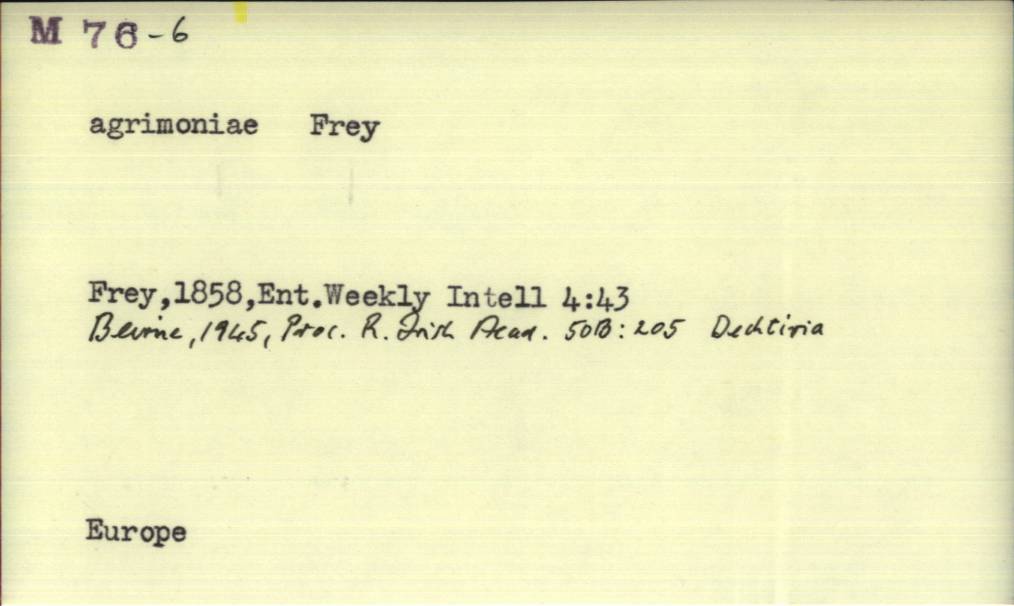 M 76-6
agrimoniae Frey
Frey,1858,Ent.Weekly Intell 4:43
Beirne, 1945, Proc. R. Irish Acad. 50B: 205 Dechtiria
Europe